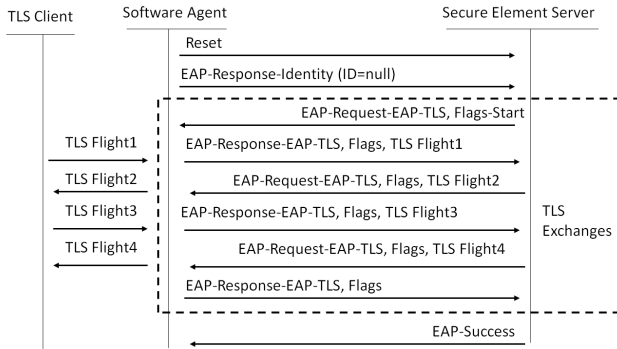 TLS Client
Software Agent
Secure Element Server
Reset
EAP-Response-Identity (ID=null)
EAP-Request-EAP-TLS, Flags-Start
TLS Flight1
EAP-Response-EAP-TLS, Flags, TLS Flight1
TLS Flight2
EAP-Request-EAP-TLS, Flags, TLS Flight2
TLS Flight3
EAP-Response-EAP-TLS, Flags, TLS Flight3
TLS
Exchanges
TLS Flight4
EAP-Request-EAP-TLS, Flags, TLS Flight4
EAP-Response-EAP-TLS, Flags
EAP-Success